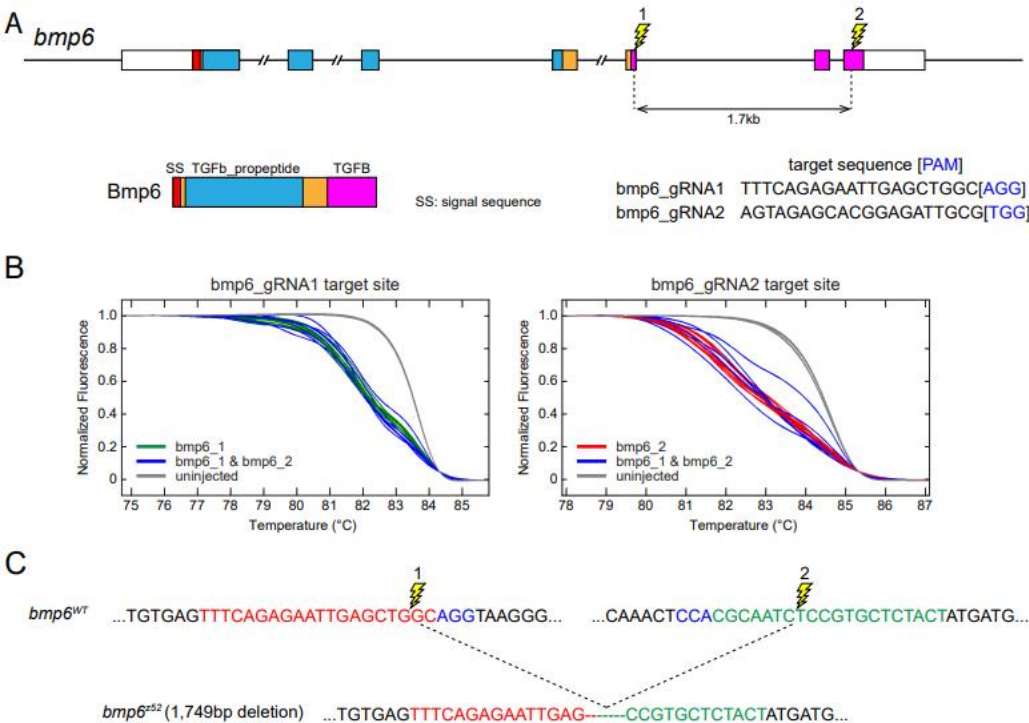 A
bmp6
1
2
1.7kb
SS TGFb_propeptide TGFB
Bmp6
SS: signal sequence
target sequence [PAM]
bmp6_gRNA1 TTTCAGAGAATTGAGCTGGC[AGG]
bmp6_gRNA2 AGTAGAGCACGGAGATTGCG[TGG]
B
bmp6_gRNA1 target site
Normalized Fluorescence
1.0
0.8
0.6
0.4
0.2
0
bmp6_1
bmp6_1 & bmp6_2
uninjected
75 76 77 78 79 80 81 82 83 84 85
Temperature (°C)
bmp6_gRNA2 target site
Normalized Fluorescence
1.0
0.8
0.6
0.4
0.2
0
bmp6_2
bmp6_1 & bmp6_2
uninjected
78 79 80 81 82 83 84 85 86 87
Temperature (°C)
C
1
2
bmp6WT ...TGTGAGTTTCAGAGAATTGAGCTGGCAGGTAAGGG... ...CAAACTCCACGCAATCTCCGTGCTCTACTATGATG...
bmp6z52 (1,749bp deletion) ...TGTGAGTTTCAGAGAATTGAG-------CCGTGCTCTACTATGATG...